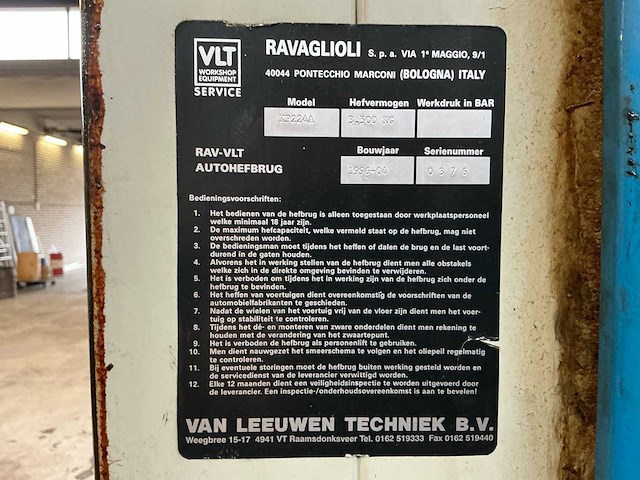 VLT
WORKSHOP
EQUIPMENT
SERVICE
RAVAGLIOLI S.p.a. VIA 1° MAGGIO, 9/1
40044 PONTECCHIO MARCONI (BOLOGNA) ITALY
Model Hefvermogen Werkdruk in BAR
KP224A 3.500 KG
RAV-VLT
AUTOHEFBRUG
Bouwjaar Serienummer
1996-04 0376
Bedieningsvoorschriften:
1. Het bedienen van de hefbrug is alleen toegestaan door werkplaatspersoneel
welke minimaal 18 jaar zijn.
2. De maximum hefcapaciteit, welke vermeld staat op de hefbrug, mag niet
overschreden worden.
3. De bedieningsman moet tijdens het heffen of dalen de brug en de last voort-
durend in de gaten houden.
4. Alvorens het in werking stellen van de hefbrug dient men alle obstakels
welke zich in de direkte omgeving bevinden te verwijderen.
5. Het is verboden om tijdens het in werking zijn van de hefbrug zich onder de
hefbrug te bevinden.
6. Het heffen van voertuigen dient overeenkomstig de voorschriften van de
automobielfabrikanten te geschieden.
7. Nadat de wielen van het voertuig vrij van de vloer zijn dient men het voer-
tuig op stabiliteit te controleren.
8. Tijdens het dé- en monteren van zware onderdelen dient men rekening te
houden met de verandering van het zwaartepunt.
9. Het is verboden de hefbrug als personenlift te gebruiken.
10. Men dient nauwgezet het smeerschema te volgen en het oliepeil regelmatig
te controleren.
11. Bij eventuele storingen moet de hefbrug buiten werking gesteld worden en
de servicedienst van de leverancier verwittigd worden.
12. Elke 12 maanden dient een veiligheidsinspectie te worden uitgevoerd door
de leverancier. Een inspectie-/onderhoudsovereenkomst is aan te bevelen!
VAN LEEUWEN TECHNIEK B.V.
Weegbree 15-17 4941 VT Raamsdonksveer Tel. 0162 519333 Fax 0162 519440